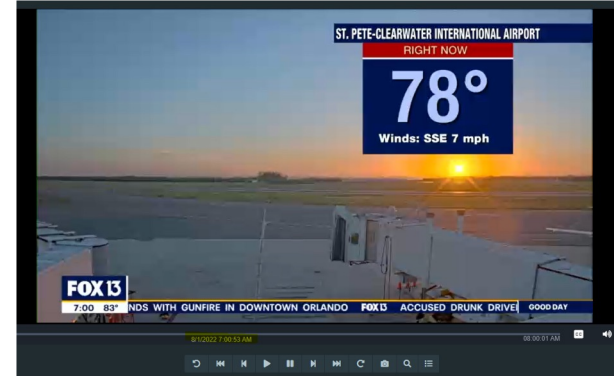 ST. PETE-CLEARWATER INTERNATIONAL AIRPORT
RIGHT NOW
78°
Winds: SSE 7 mph
FOX 13
7:00 83° NDS WITH GUNFIRE IN DOWNTOWN ORLANDO FOX 13 ACCUSED DRUNK DRIVE GOOD DAY
8/1/2022 7:00:53 AM
08:00:01 AM